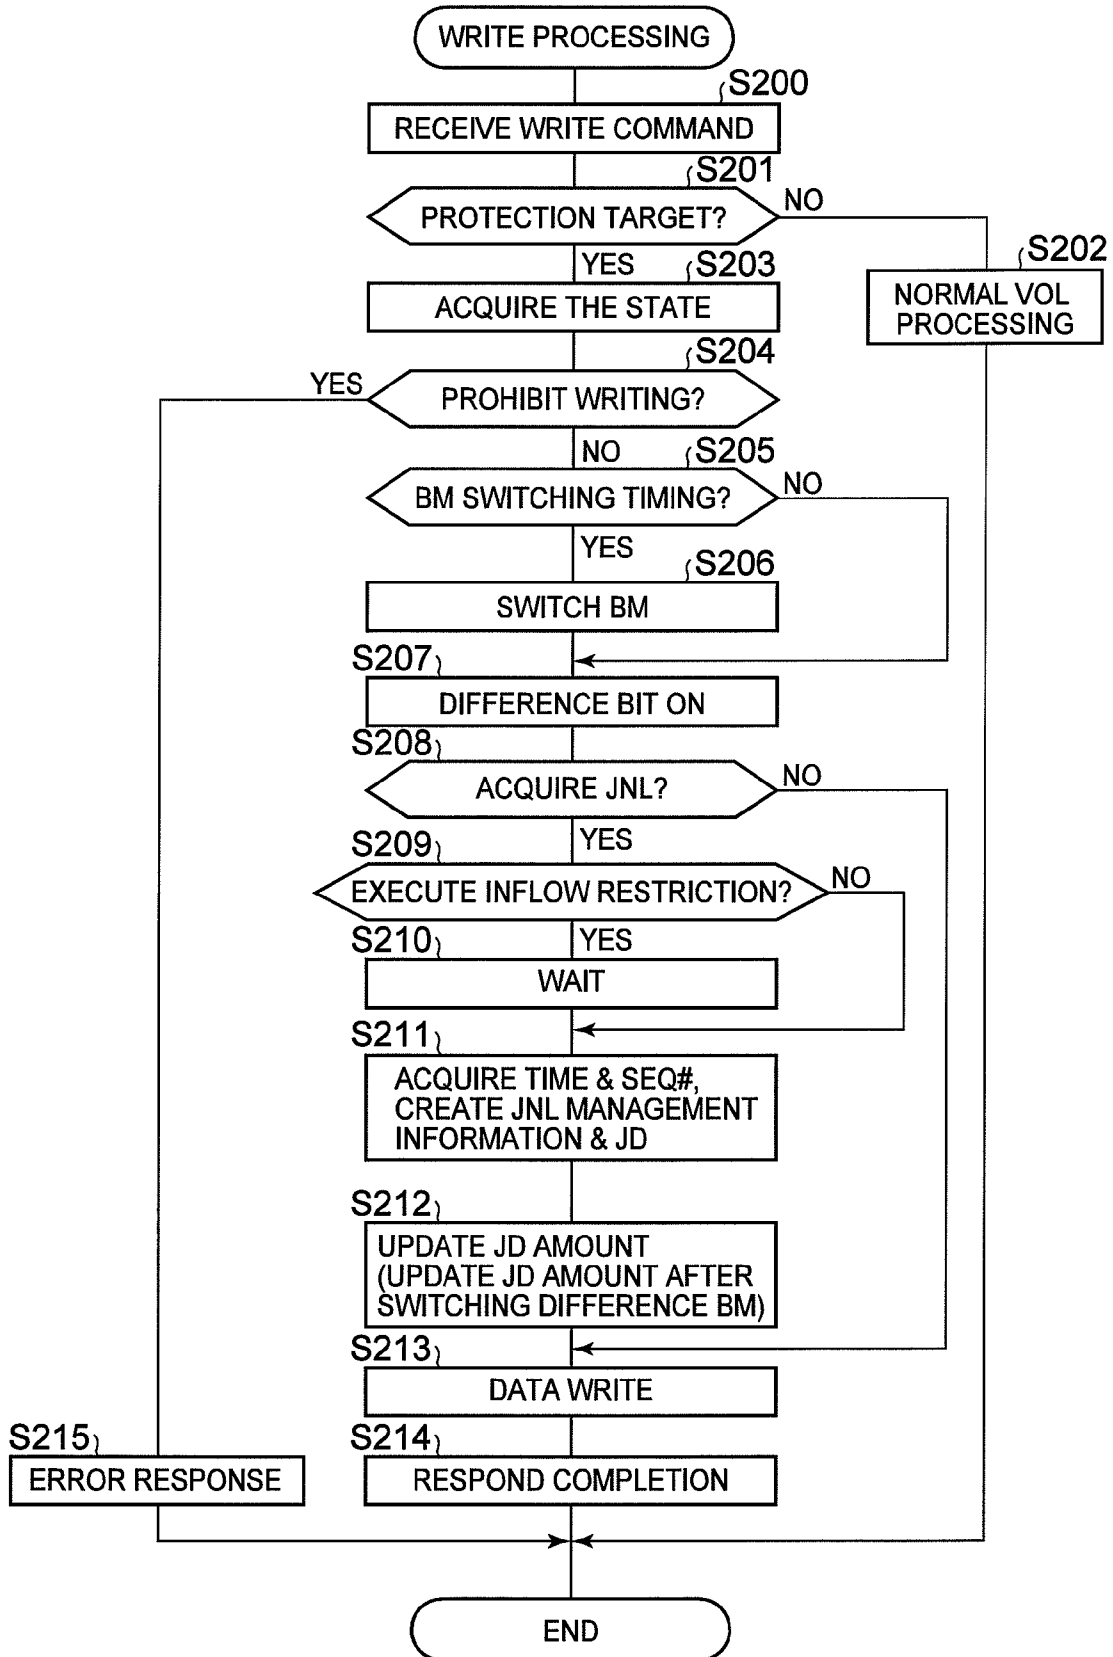 WRITE PROCESSING
S200
RECEIVE WRITE COMMAND
S201
PROTECTION TARGET?
NO
S202
NORMAL VOL
PROCESSING
YES
S203
ACQUIRE THE STATE
S204
YES
PROHIBIT WRITING?
NO
S205
BM SWITCHING TIMING?
NO
YES
S206
SWITCH BM
S207
DIFFERENCE BIT ON
S208
ACQUIRE JNL?
NO
YES
S209
EXECUTE INFLOW RESTRICTION?
NO
YES
S210
WAIT
S211
ACQUIRE TIME & SEQ#,
CREATE JNL MANAGEMENT
INFORMATION & JD
S212
UPDATE JD AMOUNT
(UPDATE JD AMOUNT AFTER
SWITCHING DIFFERENCE BM)
S213
DATA WRITE
S215
ERROR RESPONSE
S214
RESPOND COMPLETION
END